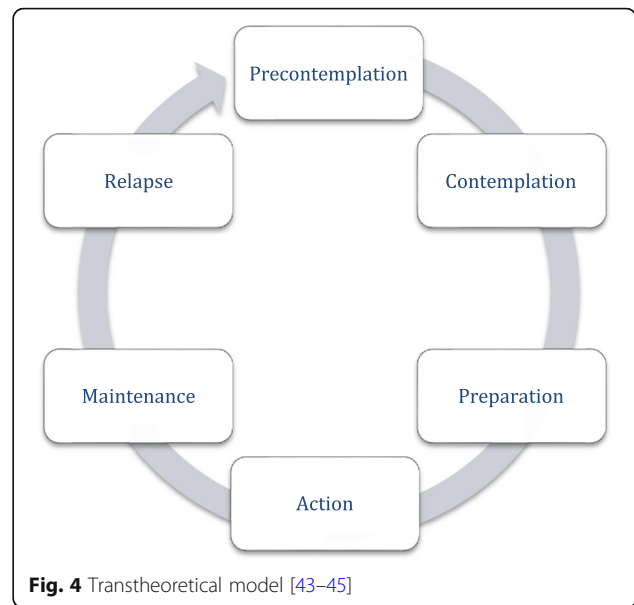 Precontemplation
Contemplation
Preparation
Action
Maintenance
Relapse
Fig. 4 Transtheoretical model [43–45]